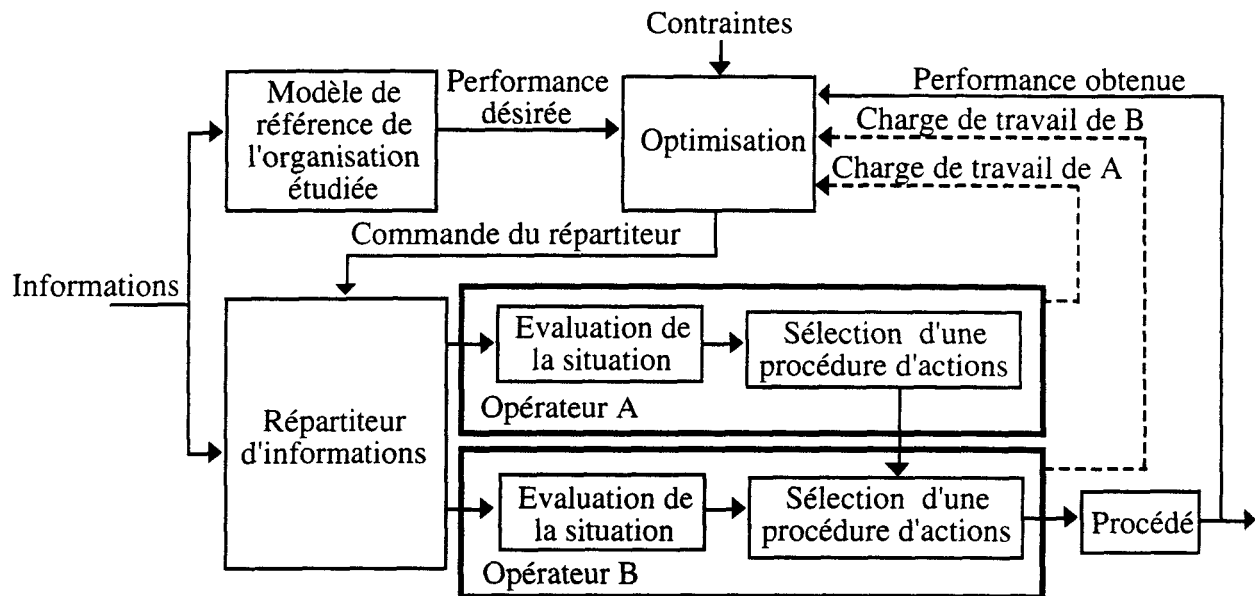 Contraintes
Modèle de
référence de
l'organisation
étudiée
Performance
désirée
Optimisation
Performance obtenue
Charge de travail de B
Charge de travail de A
Commande du répartiteur
Informations
Répartiteur
d'informations
Evaluation de
la situation
Sélection d'une
procédure d'actions
Opérateur A
Evaluation de
la situation
Sélection d'une
procédure d'actions
Opérateur B
Procédé